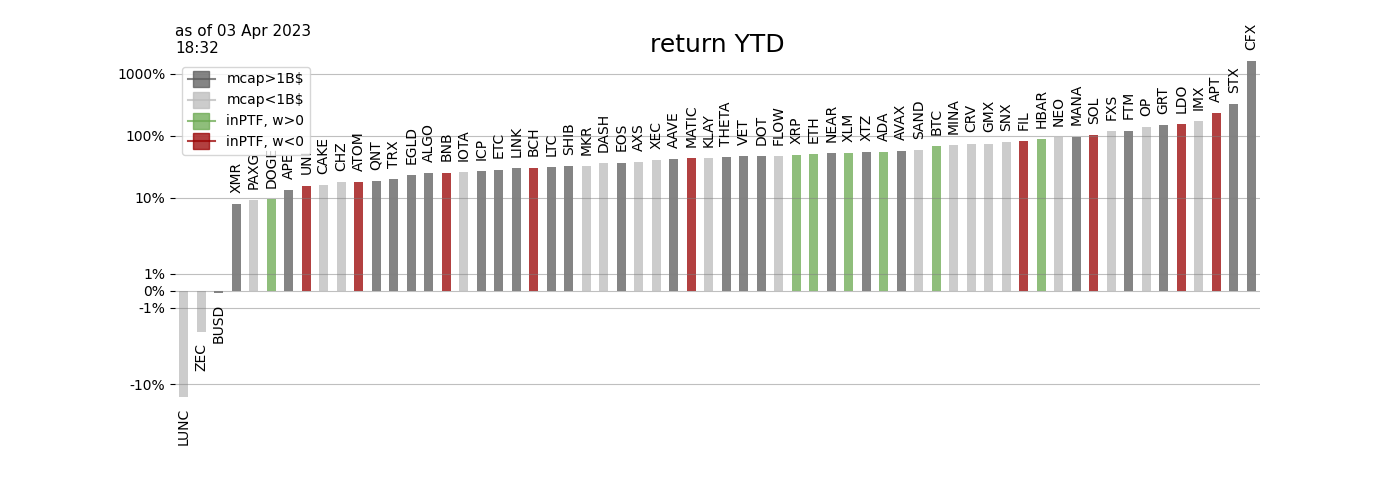 as of 03 Apr 2023
18:32
return YTD
mcap>1B$
mcap<1B$
inPTF, w>0
inPTF, w<0
1000%
100%
10%
1%
0%
-1%
-10%
LUNC
ZEC
BUSD
XMR
PAXG
DOGE
APE
UNI
CAKE
CHZ
ATOM
QNT
TRX
EGLD
ALGO
BNB
IOTA
ICP
ETC
LINK
BCH
LTC
SHIB
MKR
DASH
EOS
AXS
XEC
AAVE
MATIC
KLAY
THETA
VET
DOT
FLOW
XRP
ETH
NEAR
XLM
XTZ
ADA
AVAX
SAND
BTC
MINA
CRV
GMX
SNX
FIL
HBAR
NEO
MANA
SOL
FXS
FTM
OP
GRT
LDO
IMX
APT
STX
CFX